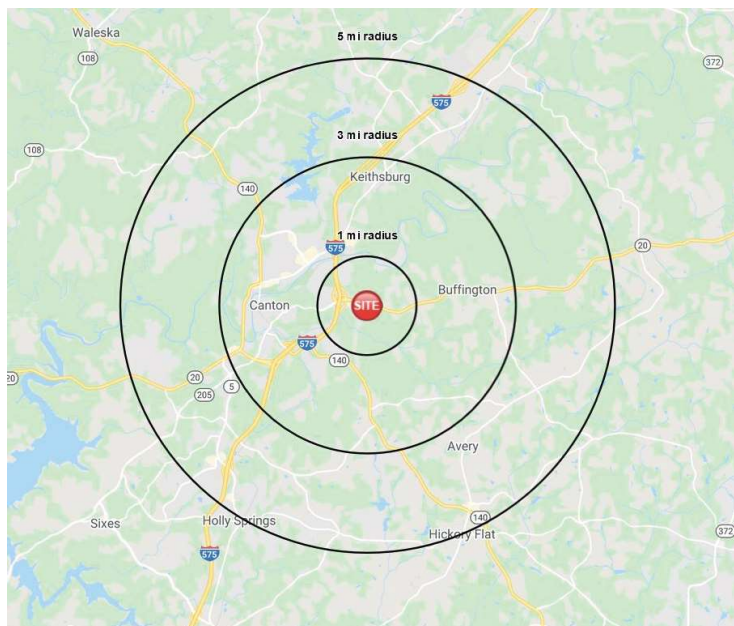 5 mi radius
Waleska
108
372
575
3 mi radius
108
Keithsburg
140
1 mi radius
575
20
Buffington
Canton
SITE
575
140
20
20
5
205
Avery
140
Sixes
Holly Springs
Hickory Flat
372
575